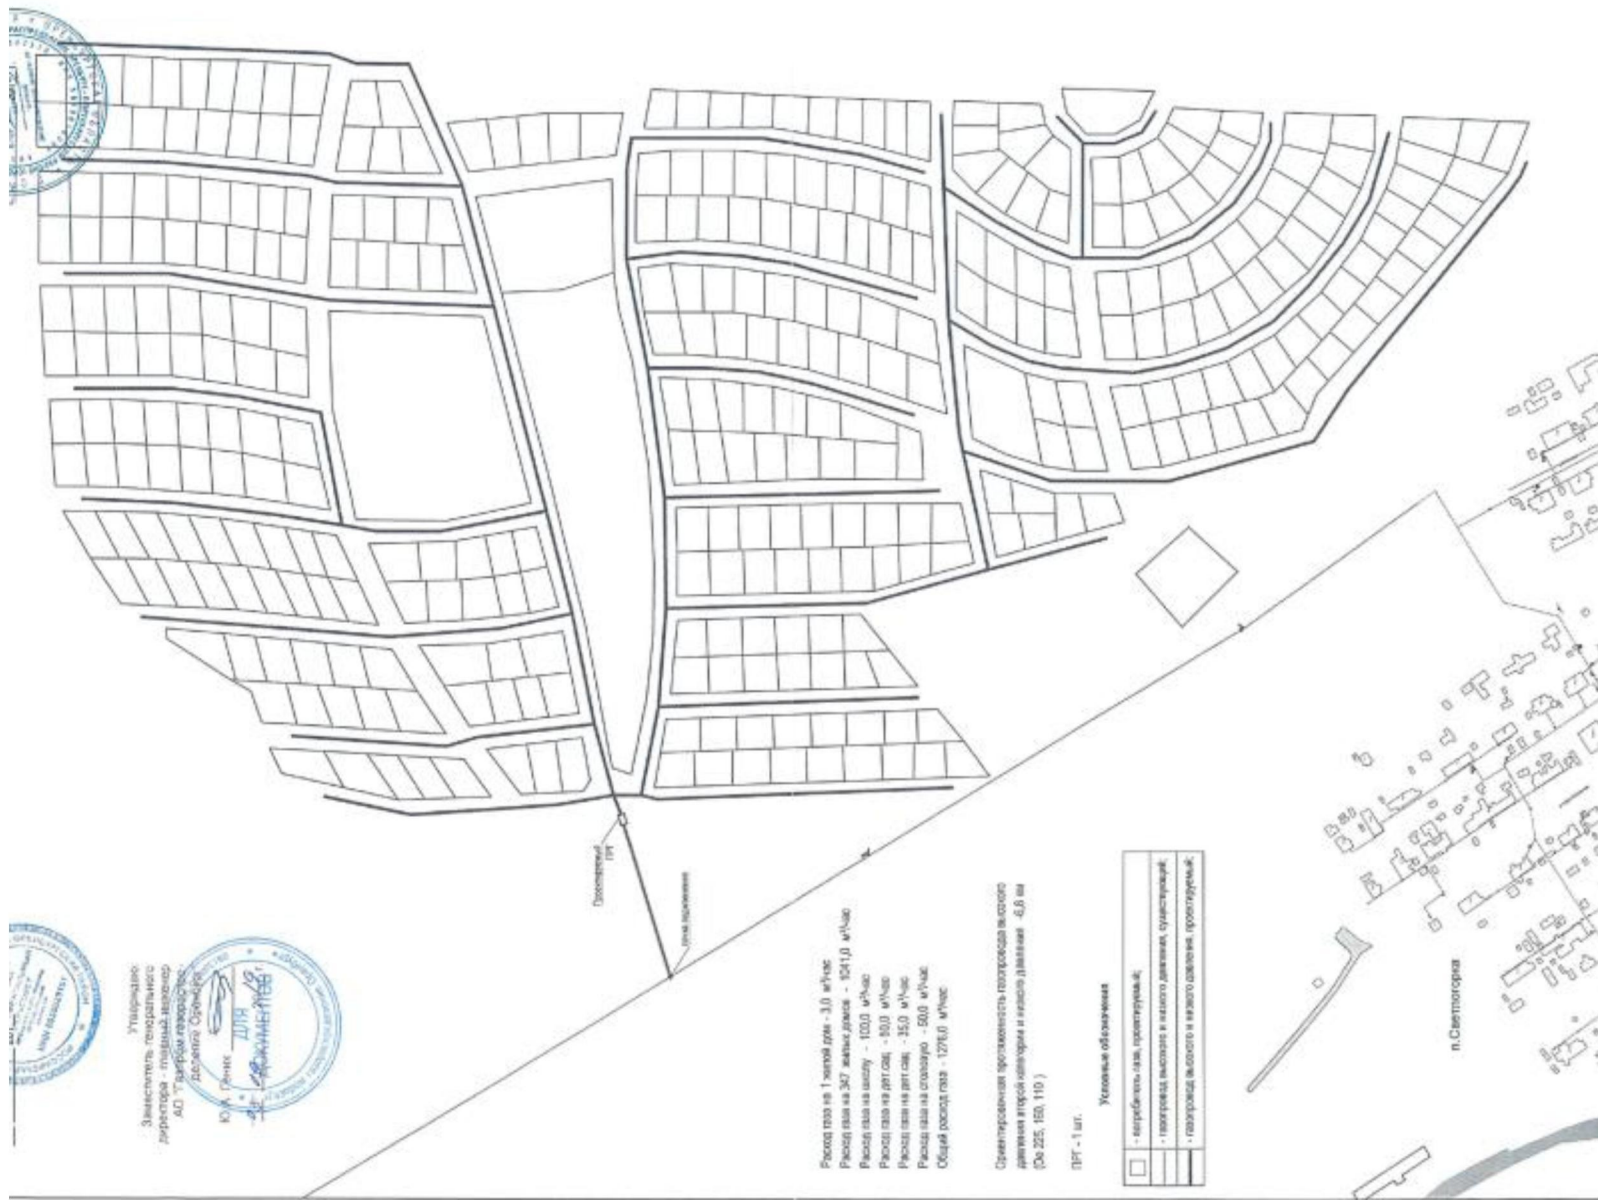 Утверждаю:
Заместитель генерального
директора - главный инженер
АО "Газпром газораспре-
деление Оренбург"
Ю.А. Геник
ДЛЯ
ДОКУМЕНТОВ
Проектируемый
ПРГ
точка подключения
Расход газа на 1 жилой дом - 3,0 м³/час
Расход газа на 347 жилых домов - 1041,0 м³/час
Расход газа на школу - 100,0 м³/час
Расход газа на дет.сад - 50,0 м³/час
Расход газа на дет.сад - 35,0 м³/час
Расход газа на столовую - 50,0 м³/час
Общий расход газа - 1276,0 м³/час
Ориентировочная протяженность газопровода высокого
давления второй категории и низкого давления -6,6 км
(De 225, 160, 110 )
ПРГ - 1 шт.
Условные обозначения
- потребитель газа, проектируемый;
- газопровод высокого и низкого давления, существующий;
- газопровод высокого и низкого давления, проектируемый;
п.Светлогорка